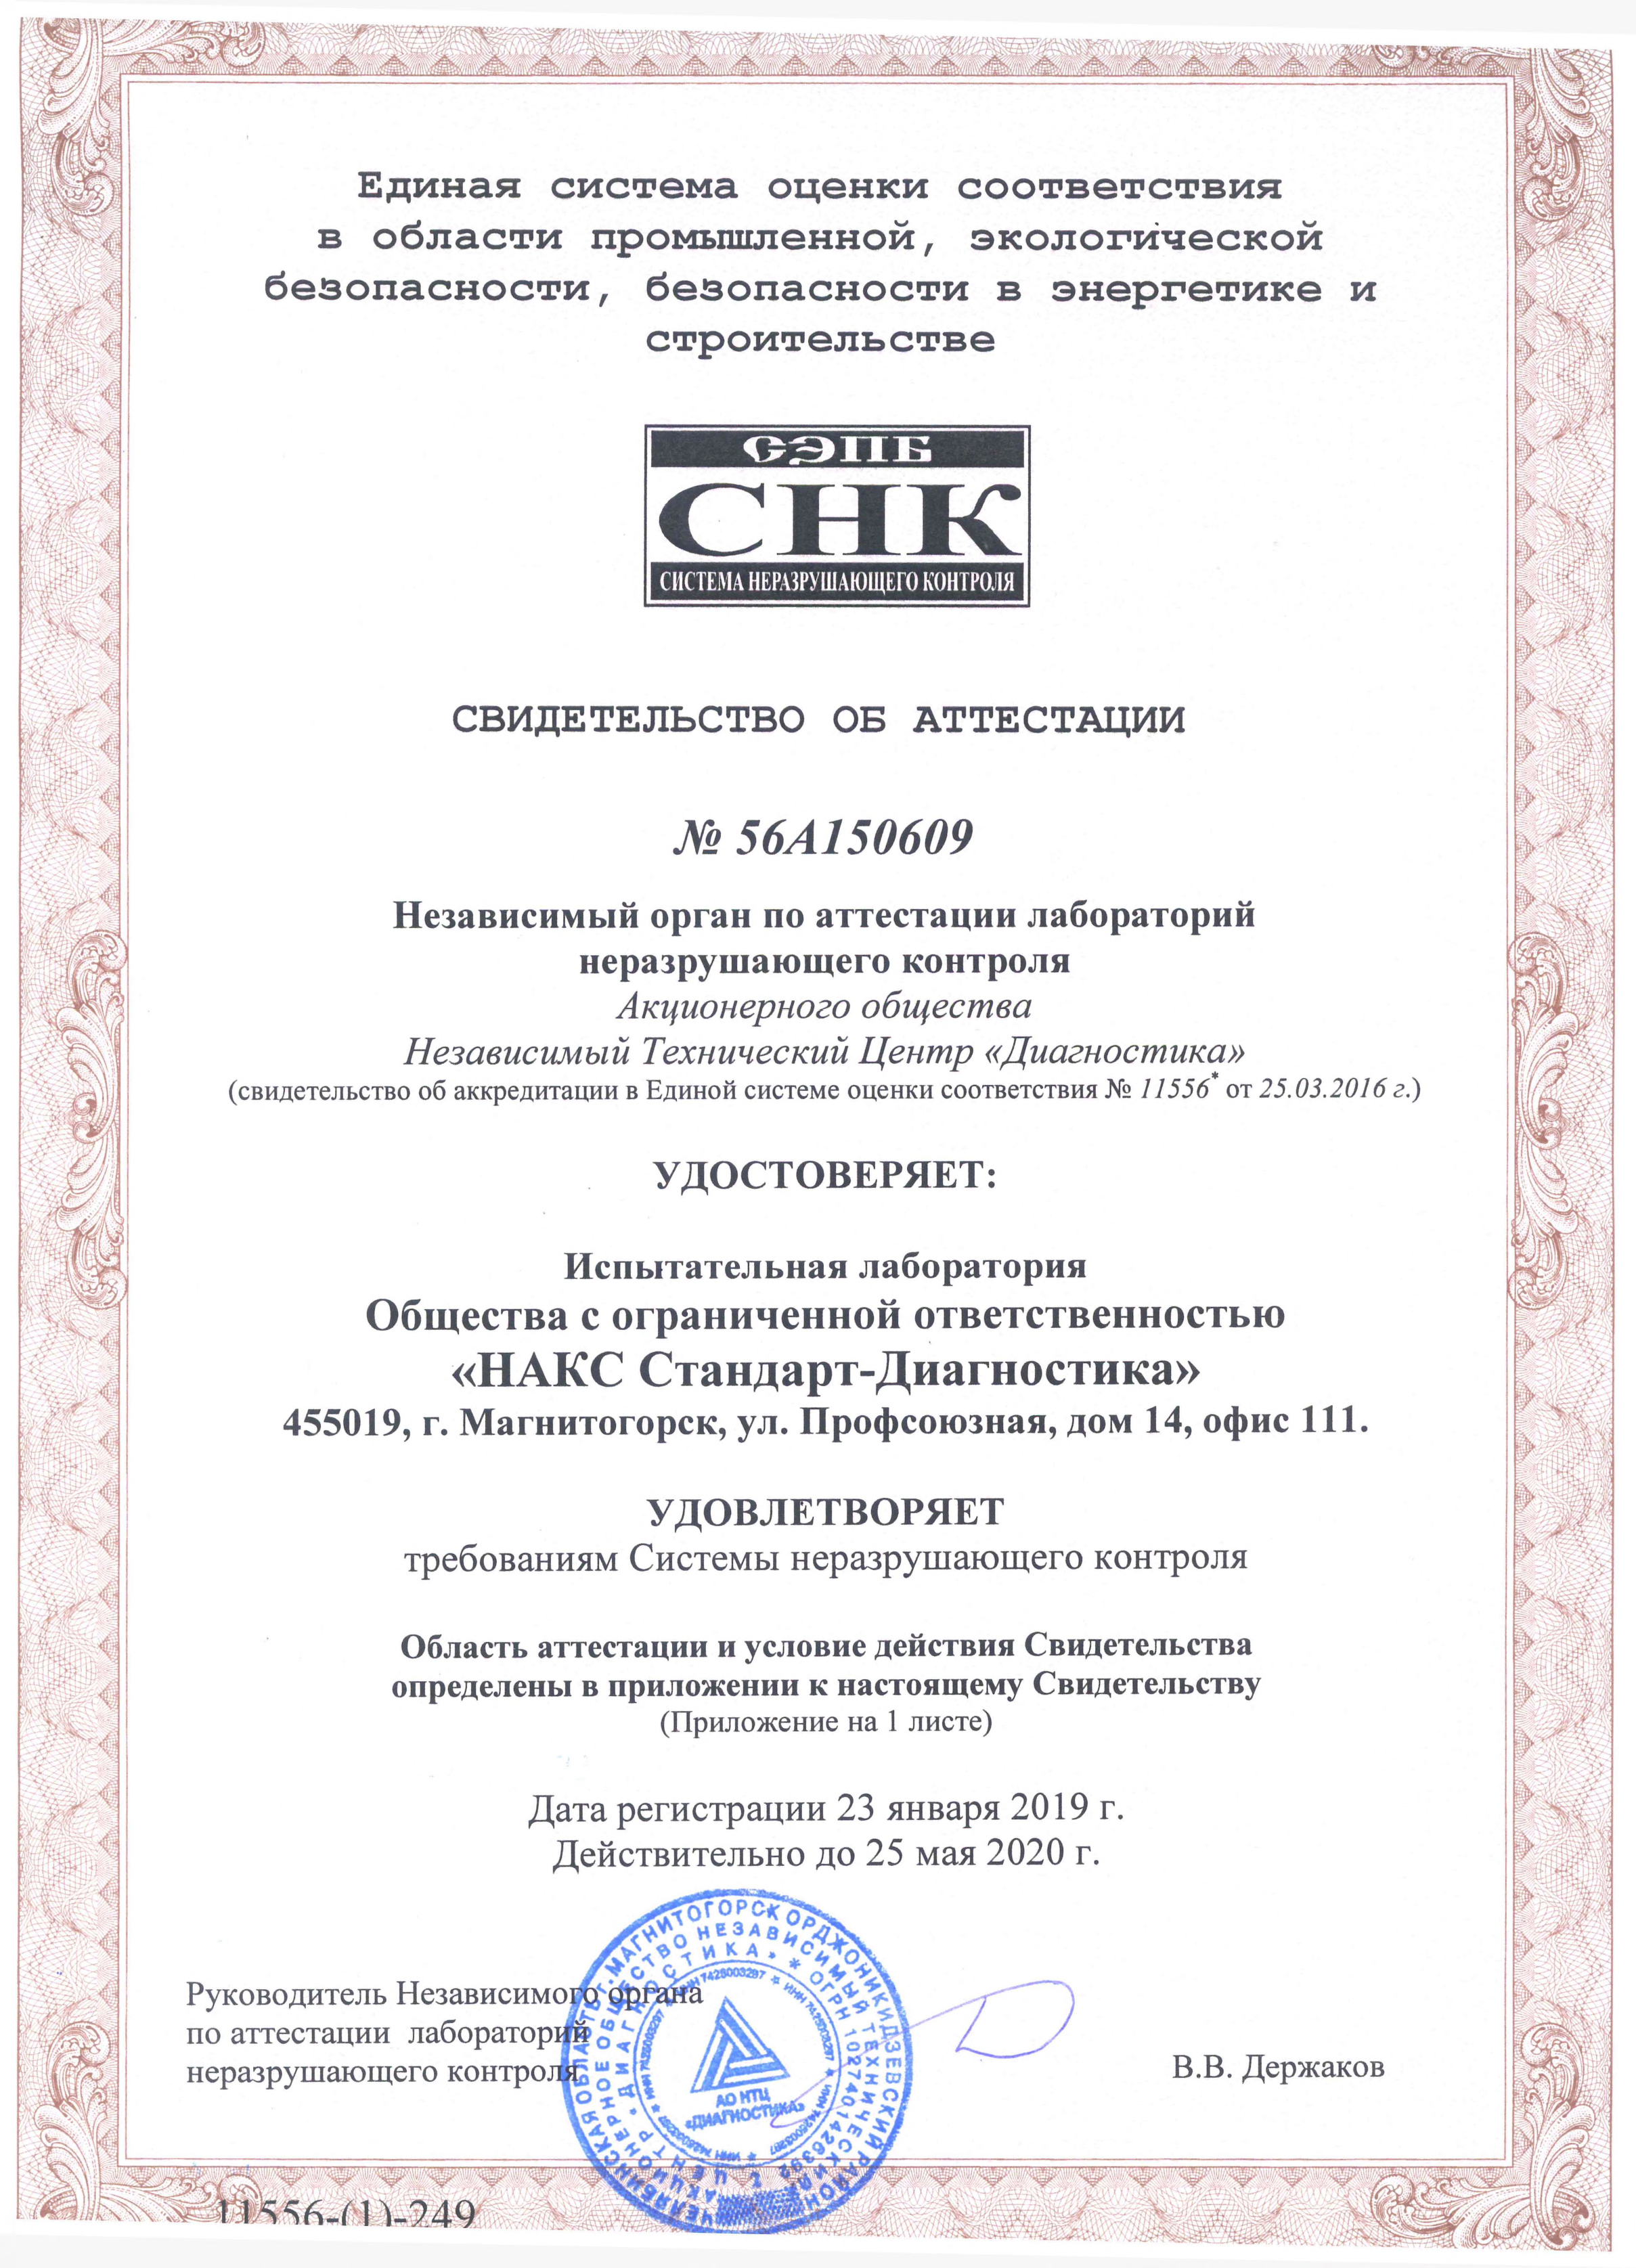 Единая система оценки соответствия
в области промышленной, экологической
безопасности, безопасности в энергетике и
строительстве
СЭПБ
СНК
СИСТЕМА НЕРАЗРУШАЮЩЕГО КОНТРОЛЯ
СВИДЕТЕЛЬСТВО ОБ АТТЕСТАЦИИ
№ 56А150609
Независимый орган по аттестации лабораторий
неразрушающего контроля
Акционерного общества
Независимый Технический Центр «Диагностика»
(свидетельство об аккредитации в Единой системе оценки соответствия № 11556* от 25.03.2016 г.)
УДОСТОВЕРЯЕТ:
Испытательная лаборатория
Общества с ограниченной ответственностью
«НАКС Стандарт-Диагностика»
455019, г. Магнитогорск, ул. Профсоюзная, дом 14, офис 111.
УДОВЛЕТВОРЯЕТ
требованиям Системы неразрушающего контроля
Область аттестации и условие действия Свидетельства
определены в приложении к настоящему Свидетельству
(Приложение на 1 листе)
Дата регистрации 23 января 2019 г.
Действительно до 25 мая 2020 г.
Руководитель Независимого органа
по аттестации лабораторий
неразрушающего контроля
В.В. Держаков
ЧЕЛЯБИНСКАЯ ОБЛАСТЬ г. МАГНИТОГОРСК ОРДЖОНИКИДЗЕВСКИЙ РАЙОН
АКЦИОНЕРНОЕ ОБЩЕСТВО НЕЗАВИСИМЫЙ ТЕХНИЧЕСКИЙ
ЦЕНТР «ДИАГНОСТИКА» * ОГРН 1027401426392
ИНН 7425003297 * ИНН 7425003297 * ИНН 7425003297
АО НТЦ
«ДИАГНОСТИКА»
11556-(1)-249